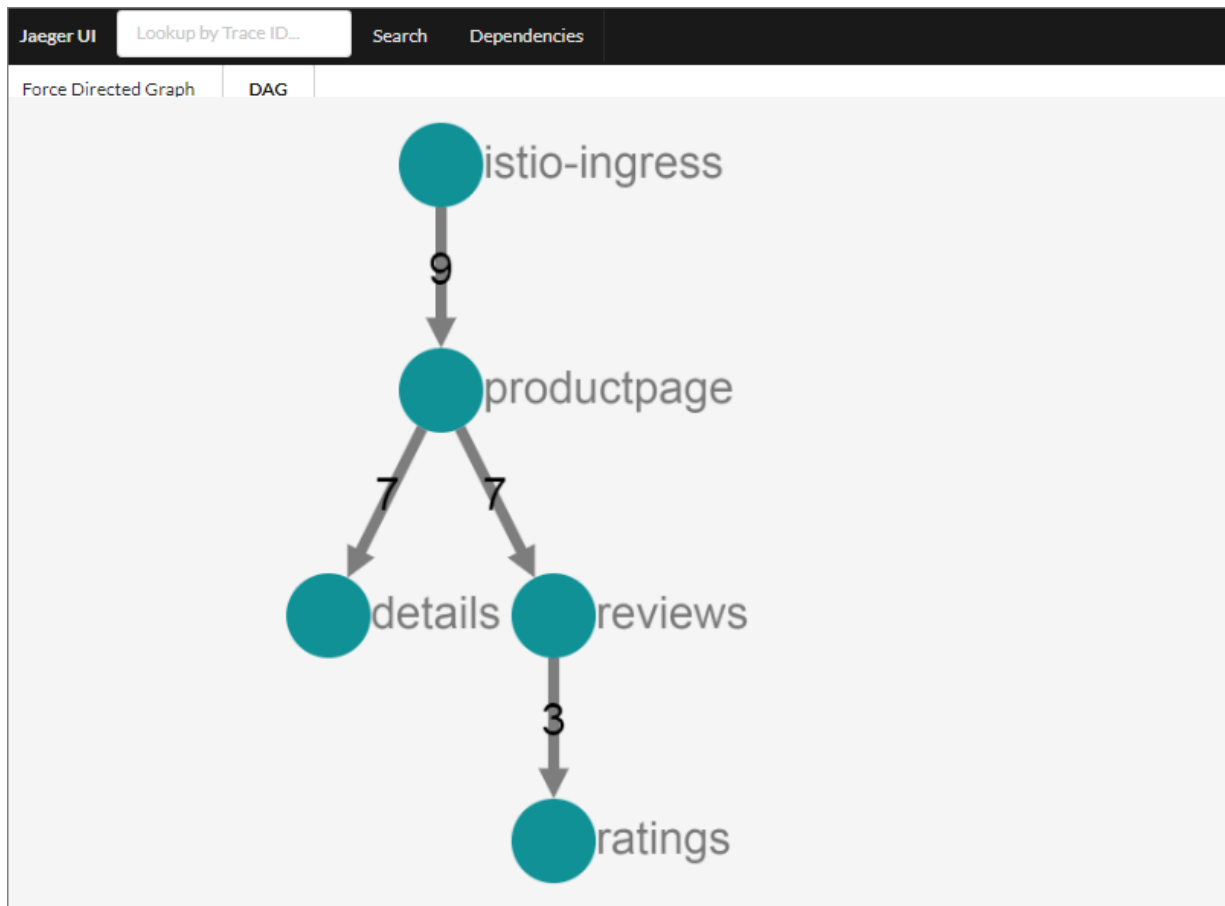 Jaeger UI Lookup by Trace ID... Search Dependencies
Force Directed Graph DAG
istio-ingress
9
productpage
7 7
details reviews
3
ratings